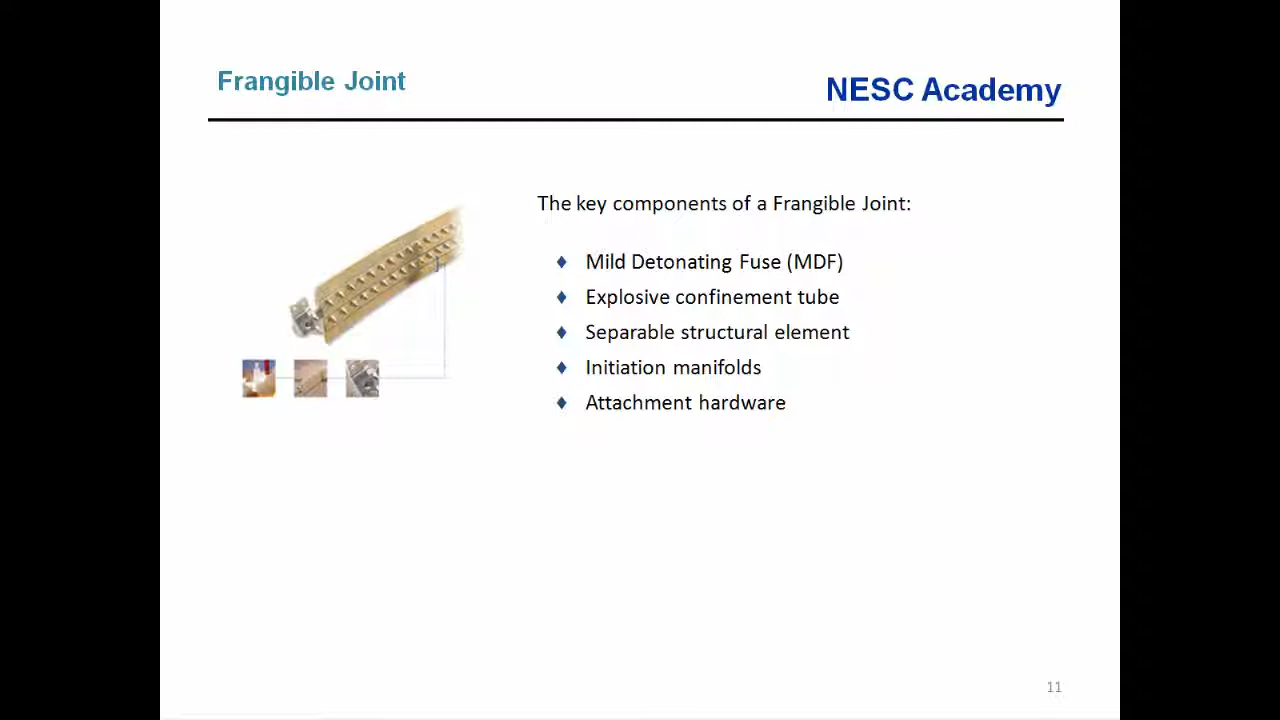 Frangible Joint
NESC Academy
The key components of a Frangible Joint:
Mild Detonating Fuse (MDF)
Explosive confinement tube
Separable structural element
Initiation manifolds
Attachment hardware
11